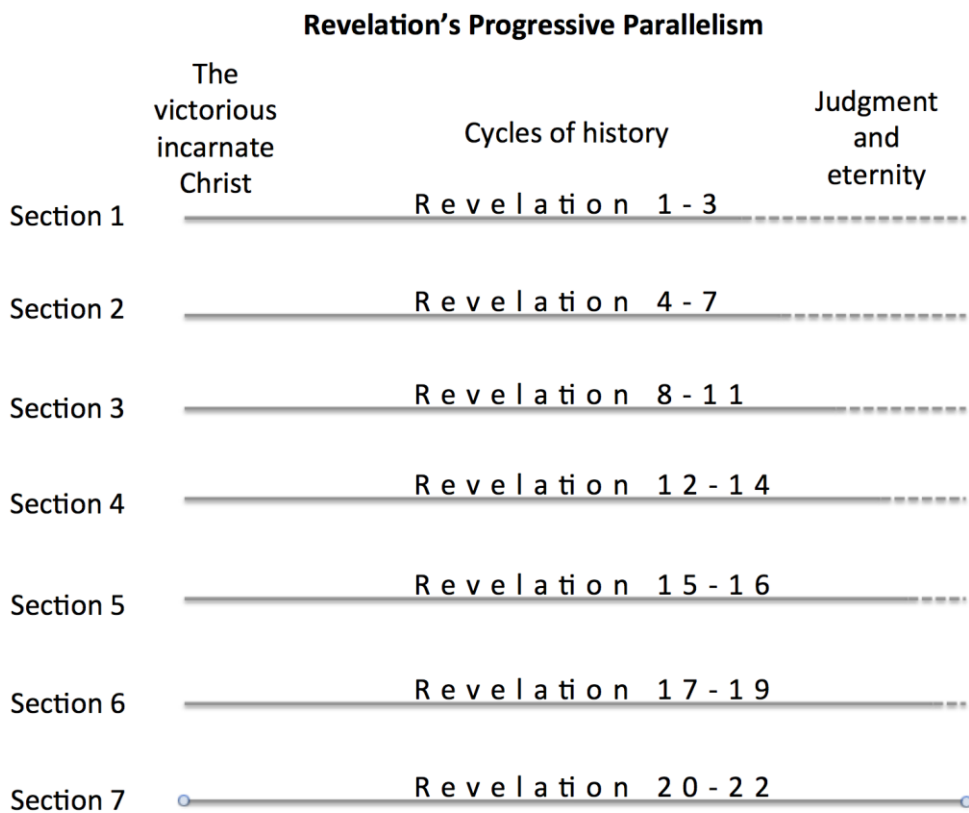 Revelation's Progressive Parallelism
The
victorious
incarnate
Christ
Cycles of history
Judgment
and
eternity
Section 1 Revelation 1-3
Section 2 Revelation 4-7
Section 3 Revelation 8-11
Section 4 Revelation 12-14
Section 5 Revelation 15-16
Section 6 Revelation 17-19
Section 7 Revelation 20-22